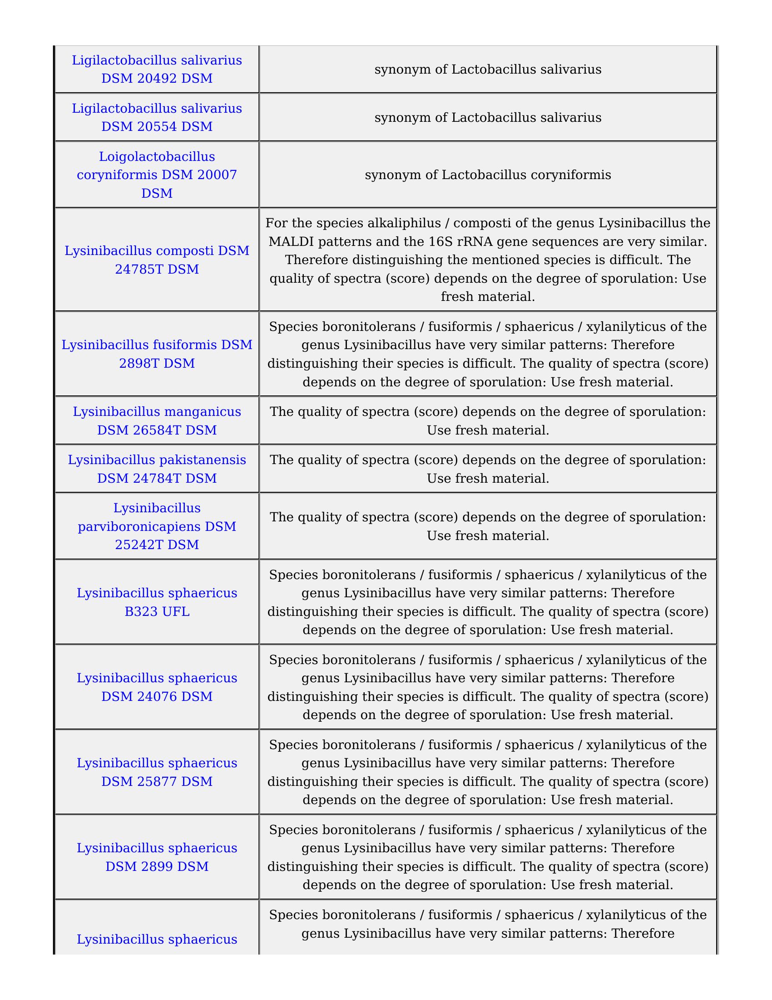 Ligilactobacillus salivarius
DSM 20492 DSM
synonym of Lactobacillus salivarius
Ligilactobacillus salivarius
DSM 20554 DSM
synonym of Lactobacillus salivarius
Loigolactobacillus
coryniformis DSM 20007
DSM
synonym of Lactobacillus coryniformis
Lysinibacillus composti DSM
24785T DSM
For the species alkaliphilus / composti of the genus Lysinibacillus the
MALDI patterns and the 16S rRNA gene sequences are very similar.
Therefore distinguishing the mentioned species is difficult. The
quality of spectra (score) depends on the degree of sporulation: Use
fresh material.
Lysinibacillus fusiformis DSM
2898T DSM
Species boronitolerans / fusiformis / sphaericus / xylanilyticus of the
genus Lysinibacillus have very similar patterns: Therefore
distinguishing their species is difficult. The quality of spectra (score)
depends on the degree of sporulation: Use fresh material.
Lysinibacillus manganicus
DSM 26584T DSM
The quality of spectra (score) depends on the degree of sporulation:
Use fresh material.
Lysinibacillus pakistanensis
DSM 24784T DSM
The quality of spectra (score) depends on the degree of sporulation:
Use fresh material.
Lysinibacillus
parviboronicapiens DSM
25242T DSM
The quality of spectra (score) depends on the degree of sporulation:
Use fresh material.
Lysinibacillus sphaericus
B323 UFL
Species boronitolerans / fusiformis / sphaericus / xylanilyticus of the
genus Lysinibacillus have very similar patterns: Therefore
distinguishing their species is difficult. The quality of spectra (score)
depends on the degree of sporulation: Use fresh material.
Lysinibacillus sphaericus
DSM 24076 DSM
Species boronitolerans / fusiformis / sphaericus / xylanilyticus of the
genus Lysinibacillus have very similar patterns: Therefore
distinguishing their species is difficult. The quality of spectra (score)
depends on the degree of sporulation: Use fresh material.
Lysinibacillus sphaericus
DSM 25877 DSM
Species boronitolerans / fusiformis / sphaericus / xylanilyticus of the
genus Lysinibacillus have very similar patterns: Therefore
distinguishing their species is difficult. The quality of spectra (score)
depends on the degree of sporulation: Use fresh material.
Lysinibacillus sphaericus
DSM 2899 DSM
Species boronitolerans / fusiformis / sphaericus / xylanilyticus of the
genus Lysinibacillus have very similar patterns: Therefore
distinguishing their species is difficult. The quality of spectra (score)
depends on the degree of sporulation: Use fresh material.
Lysinibacillus sphaericus
Species boronitolerans / fusiformis / sphaericus / xylanilyticus of the
genus Lysinibacillus have very similar patterns: Therefore